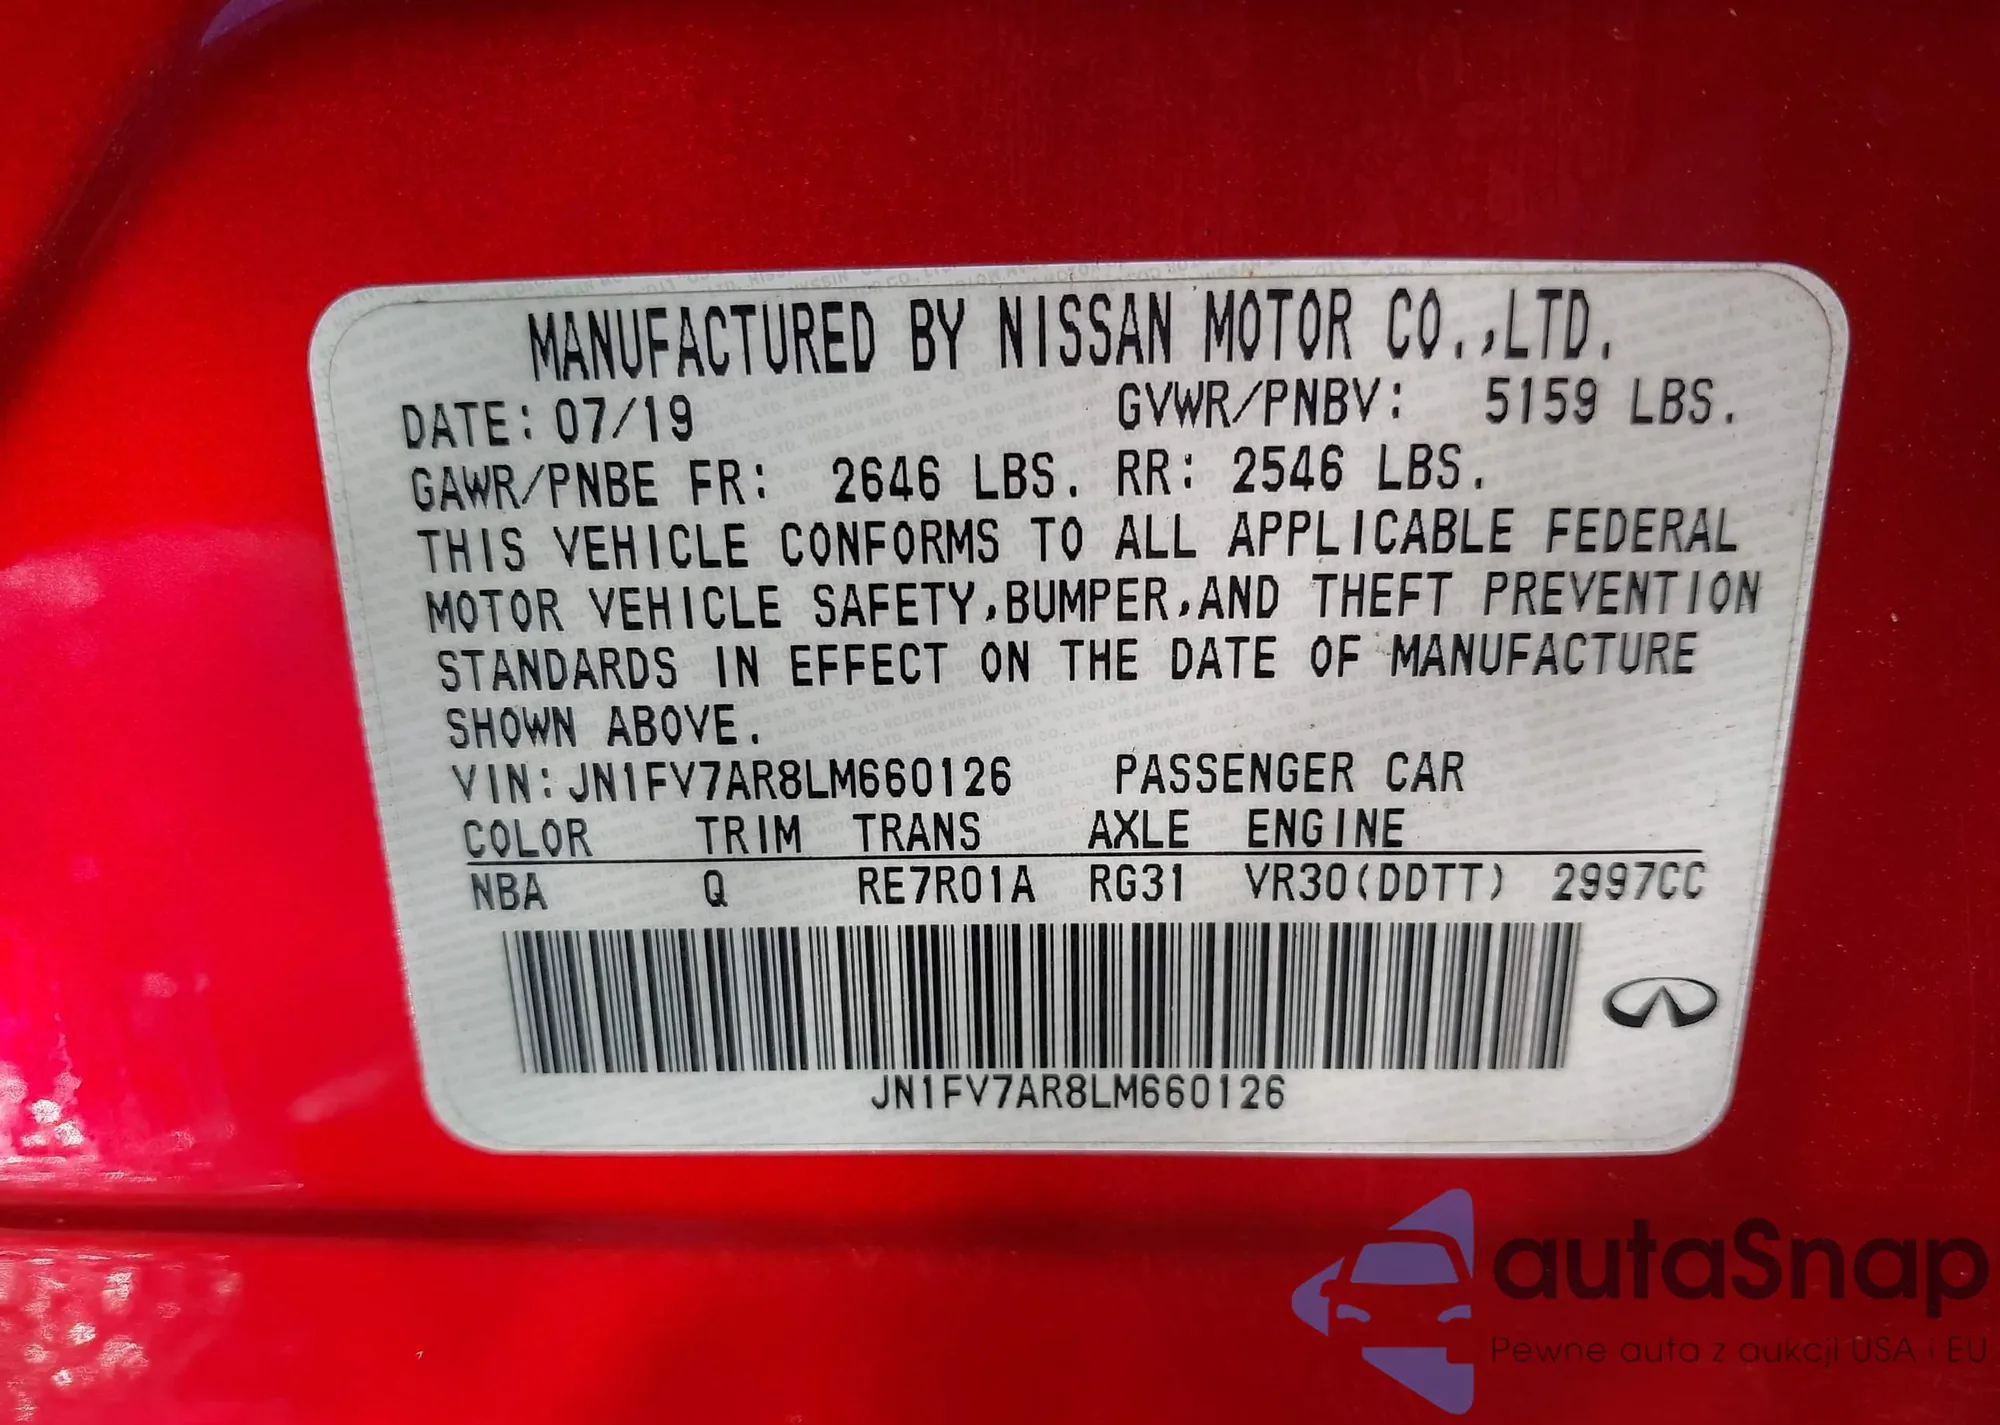 MANUFACTURED BY NISSAN MOTOR CO.,LTD.
DATE: 07/19 GVWR/PNBV: 5159 LBS.
GAWR/PNBE FR: 2646 LBS. RR: 2546 LBS.
THIS VEHICLE CONFORMS TO ALL APPLICABLE FEDERAL
MOTOR VEHICLE SAFETY,BUMPER,AND THEFT PREVENTION
STANDARDS IN EFFECT ON THE DATE OF MANUFACTURE
SHOWN ABOVE.
VIN:JN1FV7AR8LM660126 PASSENGER CAR
COLOR TRIM TRANS AXLE ENGINE
NBA Q RE7R01A RG31 VR30(DDTT) 2997CC
JN1FV7AR8LM660126
autaSnap
Pewne auta z aukcji USA i EU